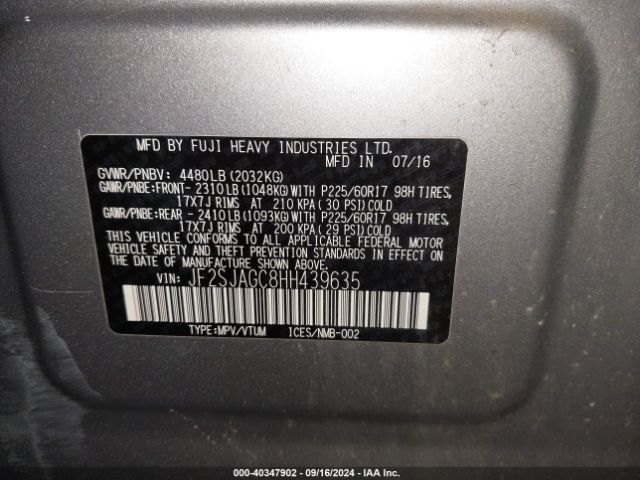 MFD BY FUJI HEAVY INDUSTRIES LTD.
MFD IN 07/16
GVWR/PNBV: 4480LB (2032KG)
GAWR/PNBE: FRONT- 2310LB (1048KG) WITH P225/60R17 98H TIRES,
17X7J RIMS AT 210 KPA (30 PSI) COLD
GAWR/PNBE: REAR - 2410LB (1093KG) WITH P225/60R17 98H TIRES,
17X7J RIMS AT 200 KPA (29 PSI) COLD
THIS VEHICLE CONFORMS TO ALL APPLICABLE FEDERAL MOTOR
VEHICLE SAFETY AND THEFT PREVENTION STANDARDS IN EFFECT ON
THE DATE OF MANUFACTURE SHOWN ABOVE.
VIN: JF2SJAGC8HH439635
TYPE: MPV/VTUM ICES/NMB-002
000-40347902 - 09/16/2024 - IAA Inc.